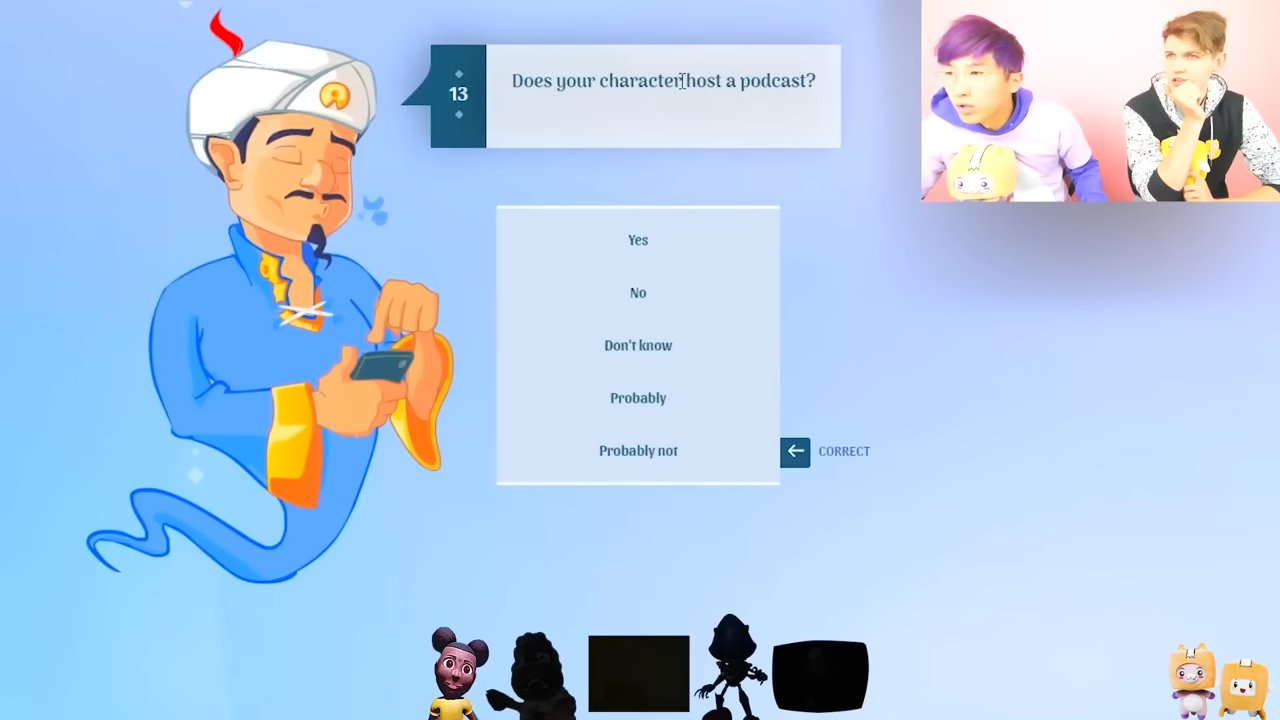 13
Does your character host a podcast?
Yes
No
Don't know
Probably
Probably not
CORRECT